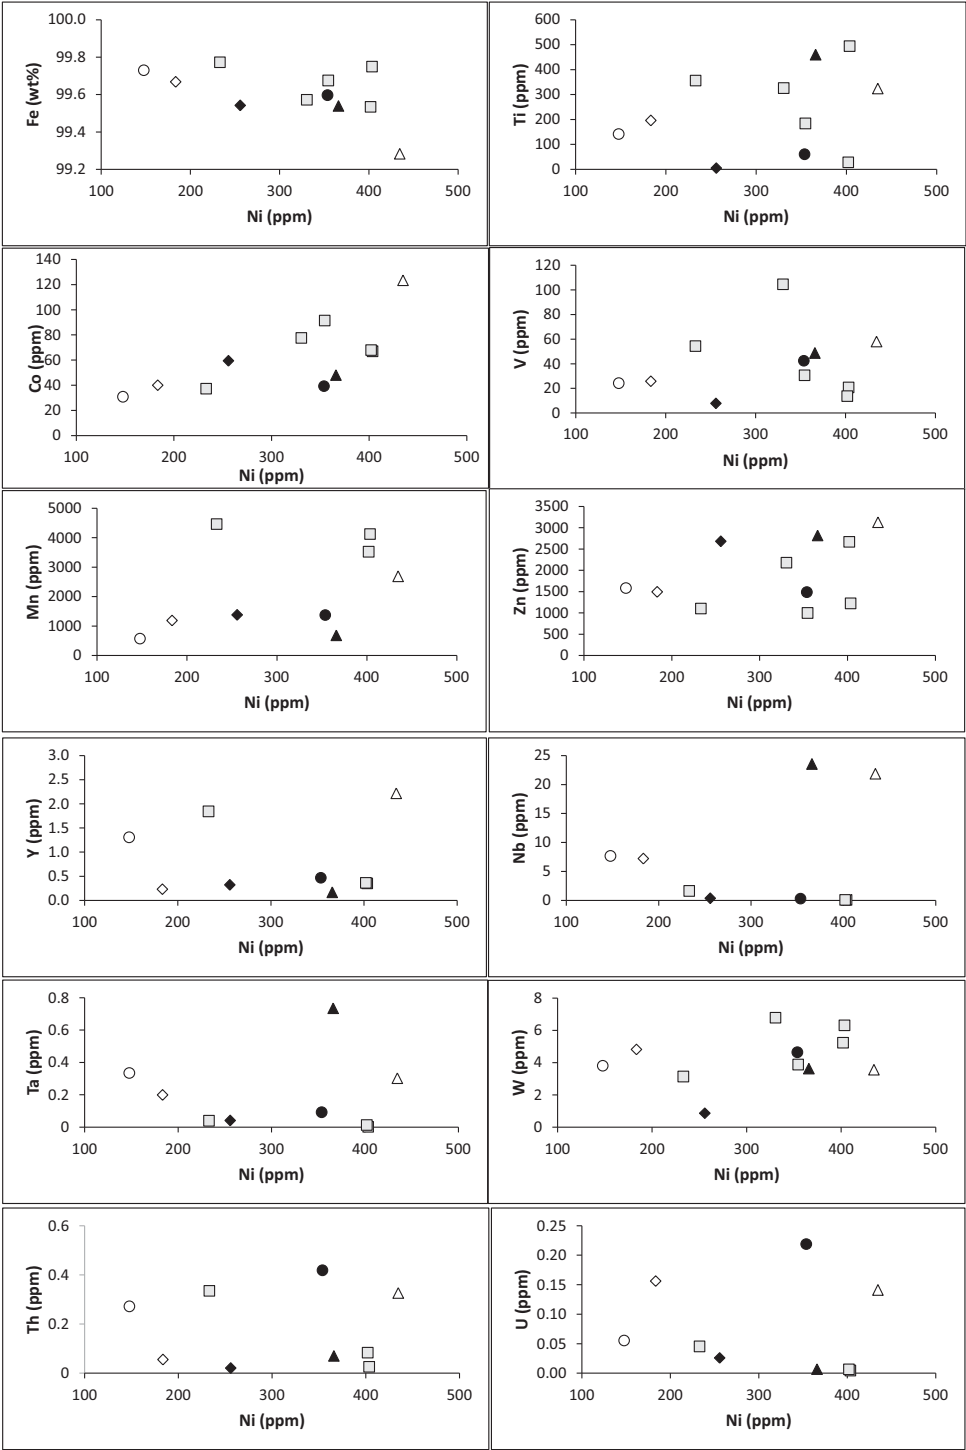 Fe (wt%)
100.0
99.8
99.6
99.4
99.2
100 200 300 400 500
Ni (ppm)
Ti (ppm)
600
500
400
300
200
100
0
100 200 300 400 500
Ni (ppm)
Co (ppm)
140
120
100
80
60
40
20
0
100 200 300 400 500
Ni (ppm)
V (ppm)
120
100
80
60
40
20
0
100 200 300 400 500
Ni (ppm)
Mn (ppm)
5000
4000
3000
2000
1000
0
100 200 300 400 500
Ni (ppm)
Zn (ppm)
3500
3000
2500
2000
1500
1000
500
0
100 200 300 400 500
Ni (ppm)
Y (ppm)
3.0
2.5
2.0
1.5
1.0
0.5
0.0
100 200 300 400 500
Ni (ppm)
Nb (ppm)
25
20
15
10
5
0
100 200 300 400 500
Ni (ppm)
Ta (ppm)
0.8
0.6
0.4
0.2
0
100 200 300 400 500
Ni (ppm)
W (ppm)
8
6
4
2
0
100 200 300 400 500
Ni (ppm)
Th (ppm)
0.6
0.4
0.2
0
100 200 300 400 500
Ni (ppm)
U (ppm)
0.25
0.20
0.15
0.10
0.05
0.00
100 200 300 400 500
Ni (ppm)